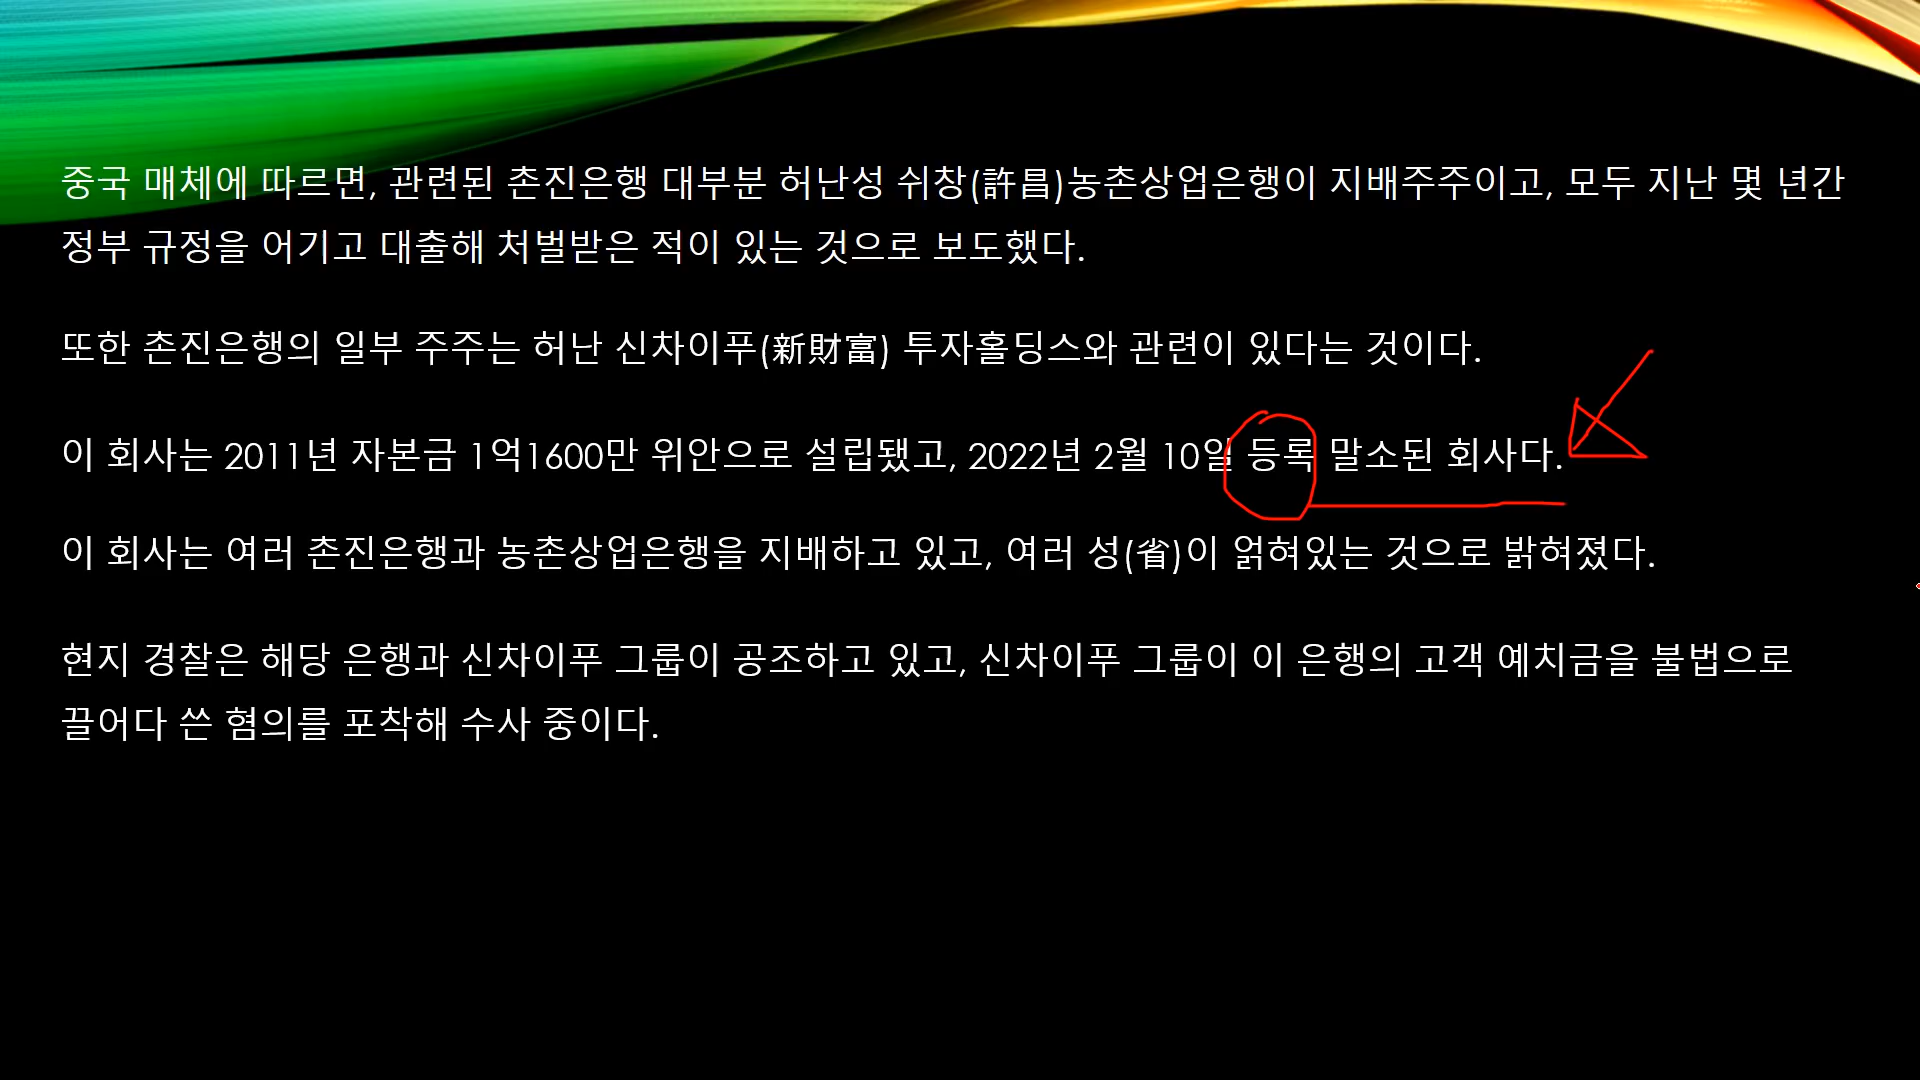 중국 매체에 따르면, 관련된 촌진은행 대부분 허난성 쉬창(許昌)농촌상업은행이 지배주주이고, 모두 지난 몇 년간
정부 규정을 어기고 대출해 처벌받은 적이 있는 것으로 보도했다.
또한 촌진은행의 일부 주주는 허난 신차이푸(新財富) 투자홀딩스와 관련이 있다는 것이다.
이 회사는 2011년 자본금 1억1600만 위안으로 설립됐고, 2022년 2월 10일 등록 말소된 회사다.
이 회사는 여러 촌진은행과 농촌상업은행을 지배하고 있고, 여러 성(省)이 얽혀있는 것으로 밝혀졌다.
현지 경찰은 해당 은행과 신차이푸 그룹이 공조하고 있고, 신차이푸 그룹이 이 은행의 고객 예치금을 불법으로
끌어다 쓴 혐의를 포착해 수사 중이다.